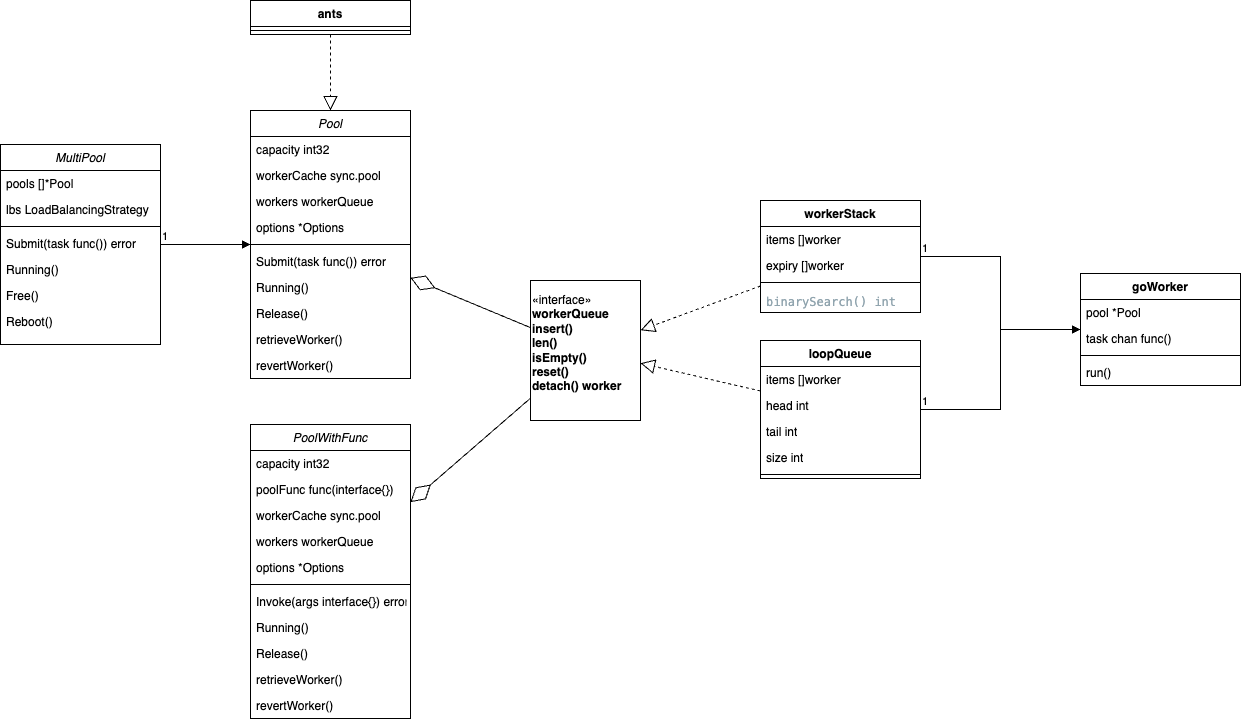 ants
MultiPool
pools []*Pool
lbs LoadBalancingStrategy
Submit(task func()) error
Running()
Free()
Reboot()
1
Pool
capacity int32
workerCache sync.pool
workers workerQueue
options *Options
Submit(task func()) error
Running()
Release()
retrieveWorker()
revertWorker()
PoolWithFunc
capacity int32
poolFunc func(interface{})
workerCache sync.pool
workers workerQueue
options *Options
Invoke(args interface{}) error
Running()
Release()
retrieveWorker()
revertWorker()
«interface»
workerQueue
insert()
len()
isEmpty()
reset()
detach() worker
workerStack
items []worker
expiry []worker
binarySearch() int
1
loopQueue
items []worker
head int
tail int
size int
1
goWorker
pool *Pool
task chan func()
run()